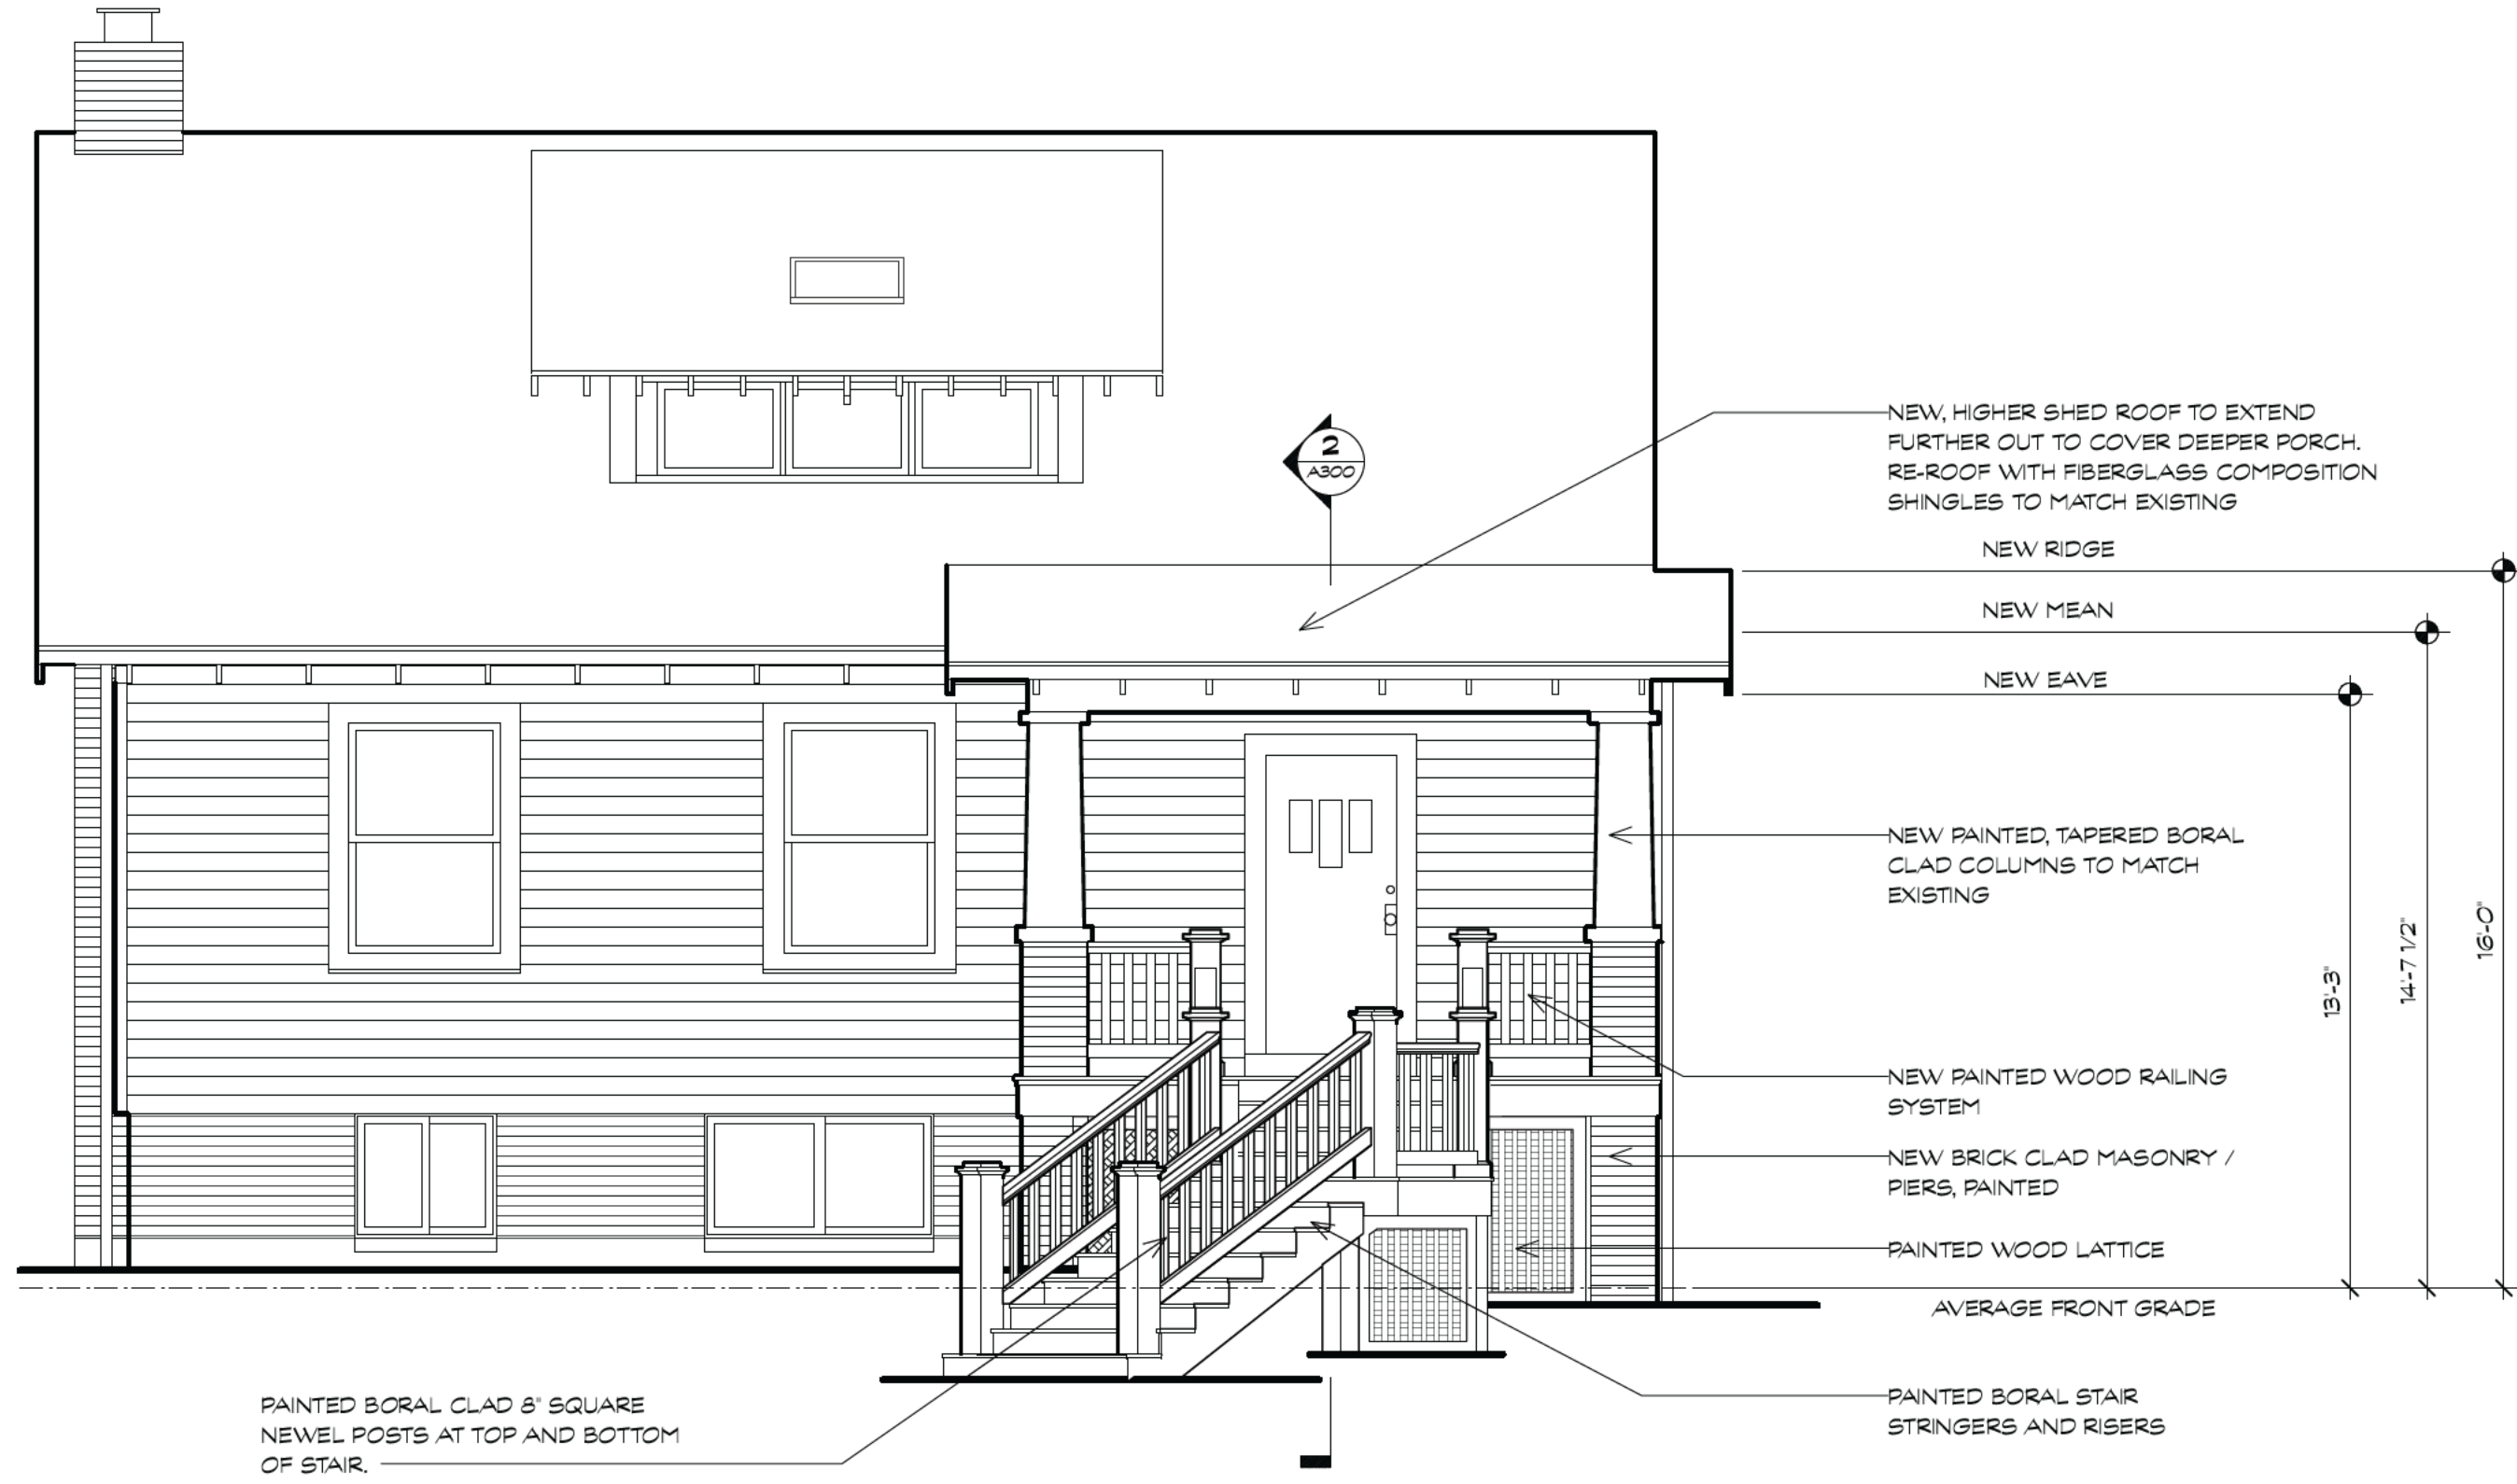 2
A300
NEW, HIGHER SHED ROOF TO EXTEND
FURTHER OUT TO COVER DEEPER PORCH.
RE-ROOF WITH FIBERGLASS COMPOSITION
SHINGLES TO MATCH EXISTING
NEW RIDGE
NEW MEAN
NEW EAVE
NEW PAINTED, TAPERED BORAL
CLAD COLUMNS TO MATCH
EXISTING
13'-3"
14'-7 1/2"
16'-0"
NEW PAINTED WOOD RAILING
SYSTEM
NEW BRICK CLAD MASONRY /
PIERS, PAINTED
PAINTED WOOD LATTICE
AVERAGE FRONT GRADE
PAINTED BORAL STAIR
STRINGERS AND RISERS
PAINTED BORAL CLAD 8" SQUARE
NEWEL POSTS AT TOP AND BOTTOM
OF STAIR.